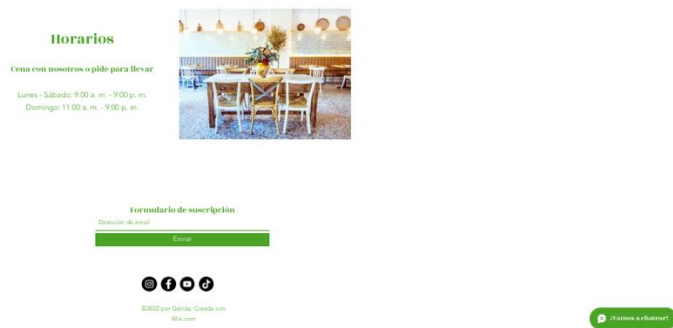 Horarios
Cena con nosotros o pide para llevar
Lunes - Sábado: 9:00 a. m. - 9:00 p. m.
Domingo: 11:00 a. m. - 9:00 p. m.
Formulario de suscripción
Dirección de email
Enviar
©2022 por Génida. Creada con
Wix.com
¡Vamos a chatear!